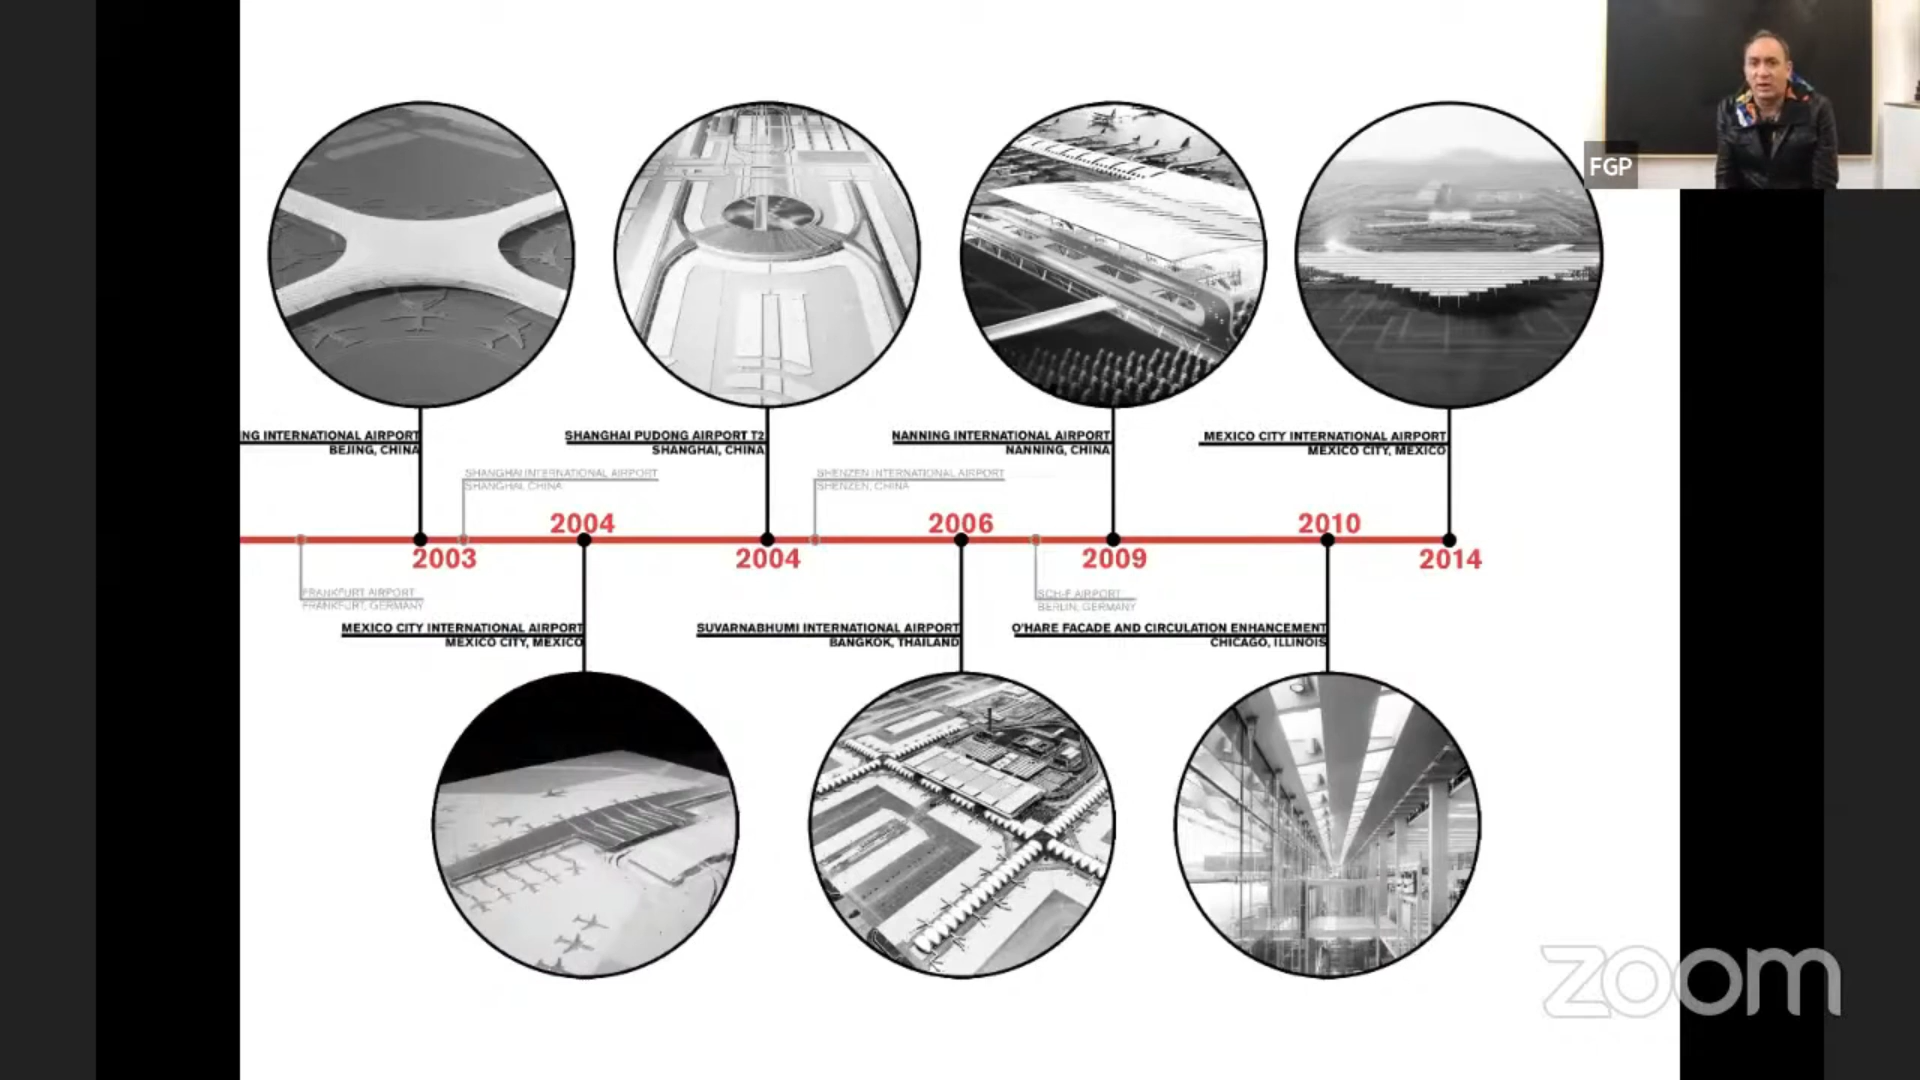 FGP
NG INTERNATIONAL AIRPORT
BEJING, CHINA
SHANGHAI PUDONG AIRPORT T2
SHANGHAI, CHINA
NANNING INTERNATIONAL AIRPORT
NANNING, CHINA
MEXICO CITY INTERNATIONAL AIRPORT
MEXICO CITY, MEXICO
SHANGHAI INTERNATIONAL AIRPORT
SHANGHAI, CHINA
SHENZEN INTERNATIONAL AIRPORT
SHENZEN, CHINA
2004
2006
2010
2003
2004
2009
2014
FRANKFURT AIRPORT
FRANKFURT, GERMANY
SCH-F AIRPORT
BERLIN, GERMANY
MEXICO CITY INTERNATIONAL AIRPORT
MEXICO CITY, MEXICO
SUVARNABHUMI INTERNATIONAL AIRPORT
BANGKOK, THAILAND
O'HARE FACADE AND CIRCULATION ENHANCEMENT
CHICAGO, ILLINOIS
zoom